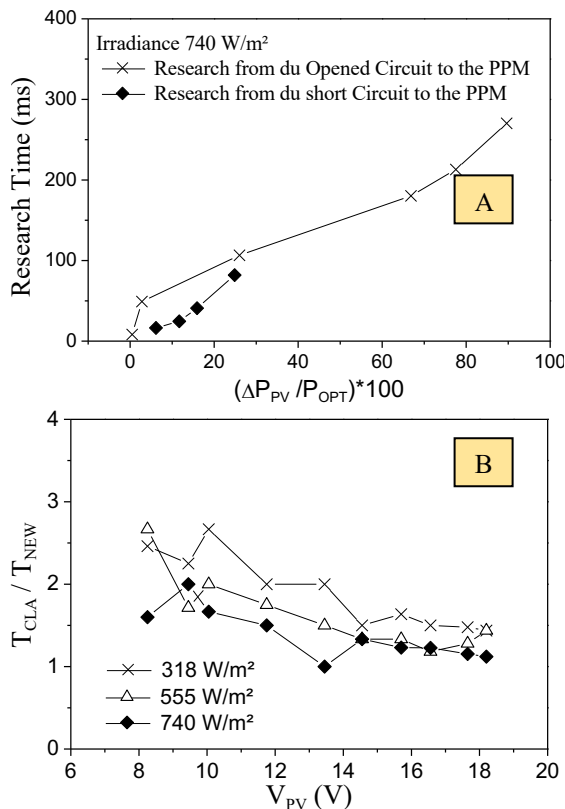 400
300
200
100
0
Research Time (ms)
Irradiance 740 W/m²
Research from du Opened Circuit to the PPM
Research from du short Circuit to the PPM
A
0 20 40 60 80 100
(ΔP_PV /P_OPT)*100
4
3
2
1
0
T_CLA / T_NEW
B
318 W/m²
555 W/m²
740 W/m²
6 8 10 12 14 16 18 20
V_PV (V)